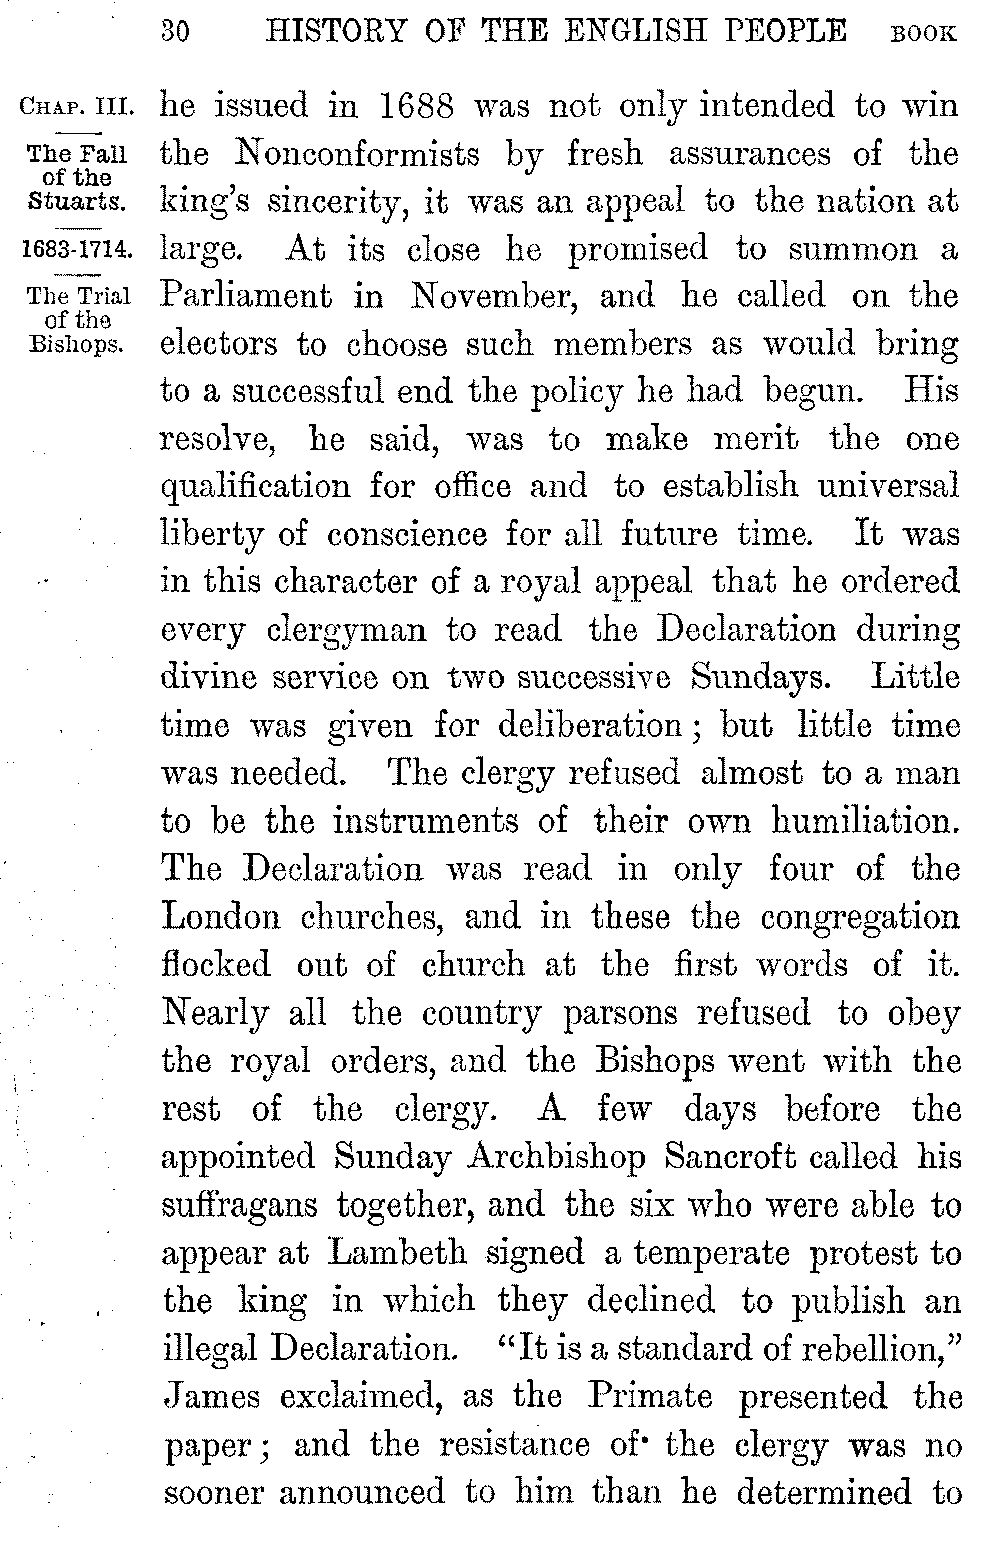 30 HISTORY OF THE ENGLISH PEOPLE BOOK
CHAP. III.
The Fall
of the
Stuarts.
1683-1714.
The Trial
of the
Bishops.
he issued in 1688 was not only intended to win
the Nonconformists by fresh assurances of the
king's sincerity, it was an appeal to the nation at
large. At its close he promised to summon a
Parliament in November, and he called on the
electors to choose such members as would bring
to a successful end the policy he had begun. His
resolve, he said, was to make merit the one
qualification for office and to establish universal
liberty of conscience for all future time. It was
in this character of a royal appeal that he ordered
every clergyman to read the Declaration during
divine service on two successive Sundays. Little
time was given for deliberation; but little time
was needed. The clergy refused almost to a man
to be the instruments of their own humiliation.
The Declaration was read in only four of the
London churches, and in these the congregation
flocked out of church at the first words of it.
Nearly all the country parsons refused to obey
the royal orders, and the Bishops went with the
rest of the clergy. A few days before the
appointed Sunday Archbishop Sancroft called his
suffragans together, and the six who were able to
appear at Lambeth signed a temperate protest to
the king in which they declined to publish an
illegal Declaration. "It is a standard of rebellion,"
James exclaimed, as the Primate presented the
paper; and the resistance of the clergy was no
sooner announced to him than he determined to